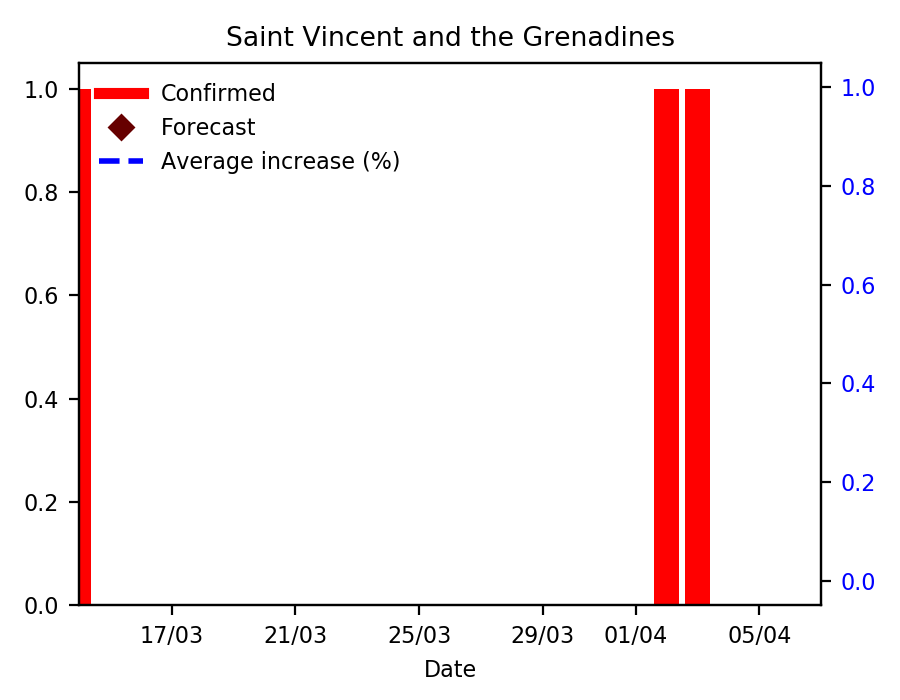 Saint Vincent and the Grenadines
Confirmed
Forecast
Average increase (%)
1.0
0.8
0.6
0.4
0.2
0.0
1.0
0.8
0.6
0.4
0.2
0.0
17/03 21/03 25/03 29/03 01/04 05/04
Date